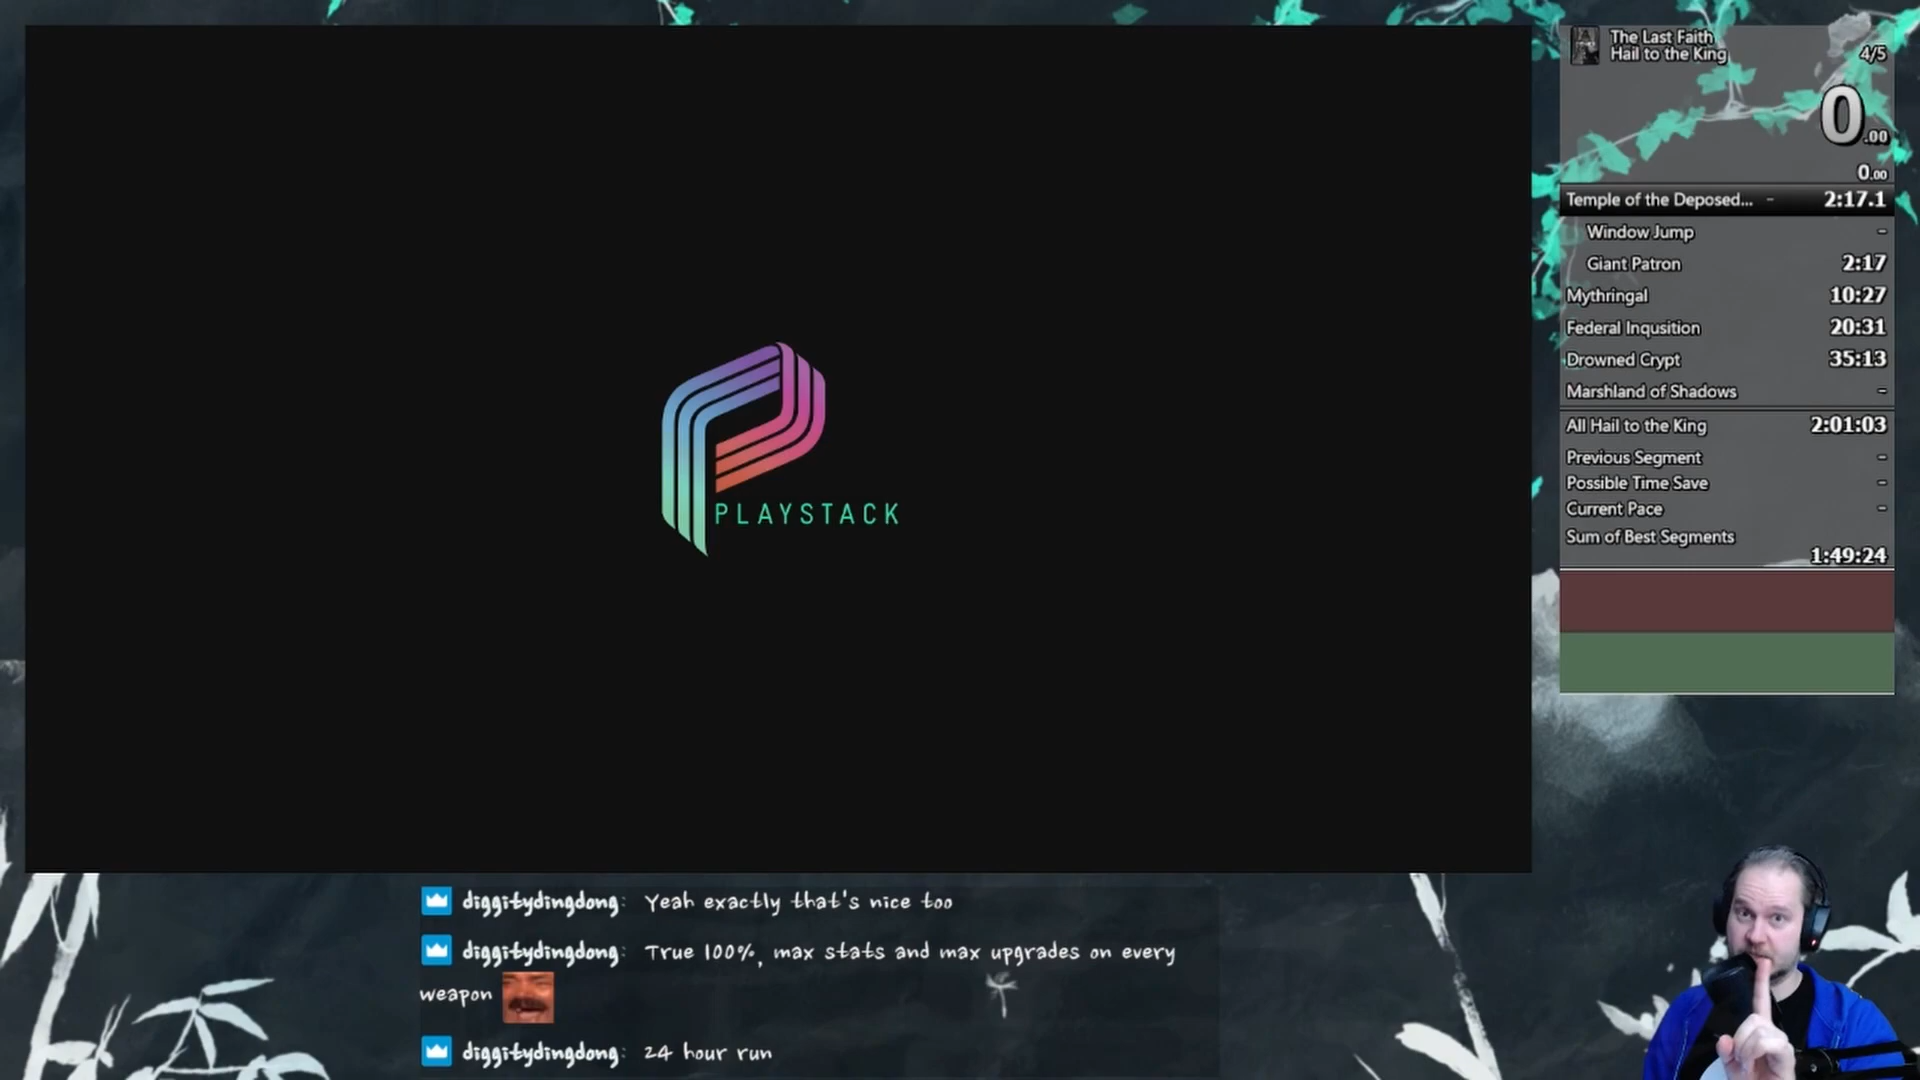 PLAYSTACK
The Last Faith
Hail to the King 4/5
0.00
0.00
Temple of the Deposed... - 2:17.1
Window Jump -
Giant Patron 2:17
Mythringal 10:27
Federal Inqusition 20:31
Drowned Crypt 35:13
Marshland of Shadows -
All Hail to the King 2:01:03
Previous Segment -
Possible Time Save -
Current Pace -
Sum of Best Segments
1:49:24
diggitydingdong: Yeah exactly that's nice too
diggitydingdong: True 100%, max stats and max upgrades on every
weapon
diggitydingdong: 24 hour run